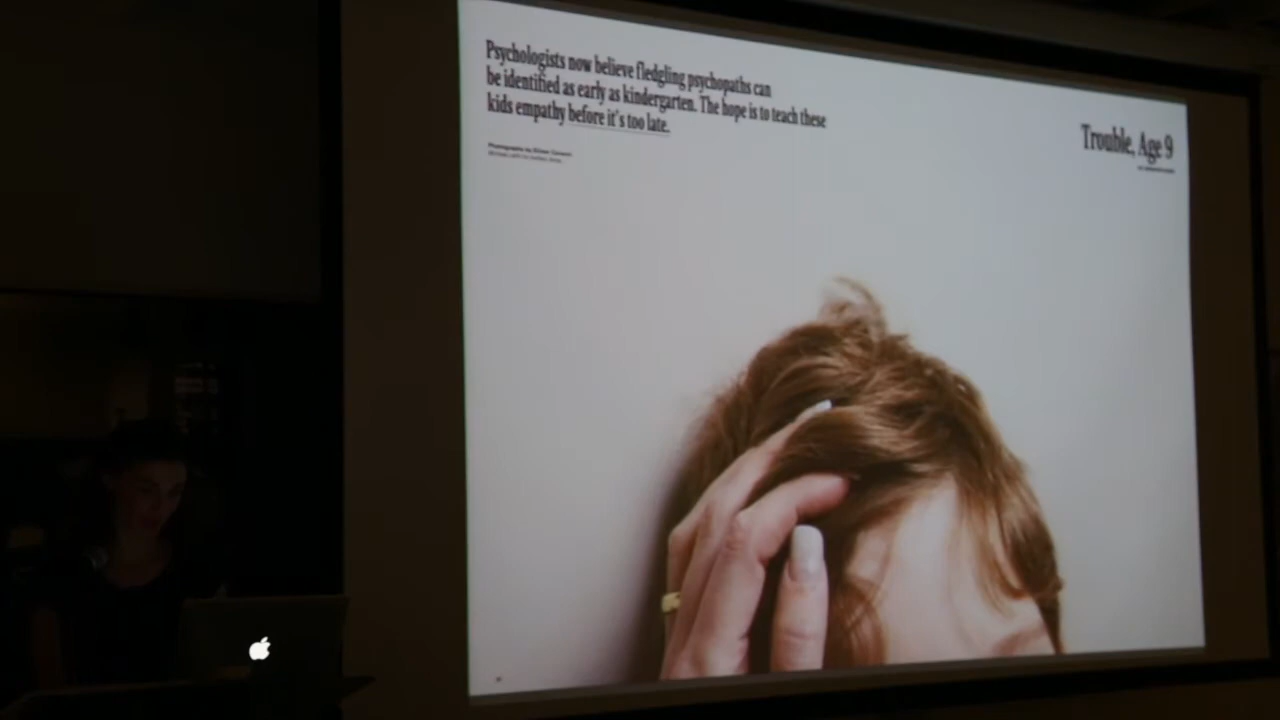 Psychologists now believe fledgling psychopaths can
be identified as early as kindergarten. The hope is to teach these
kids empathy before it's too late.
Trouble, Age 9